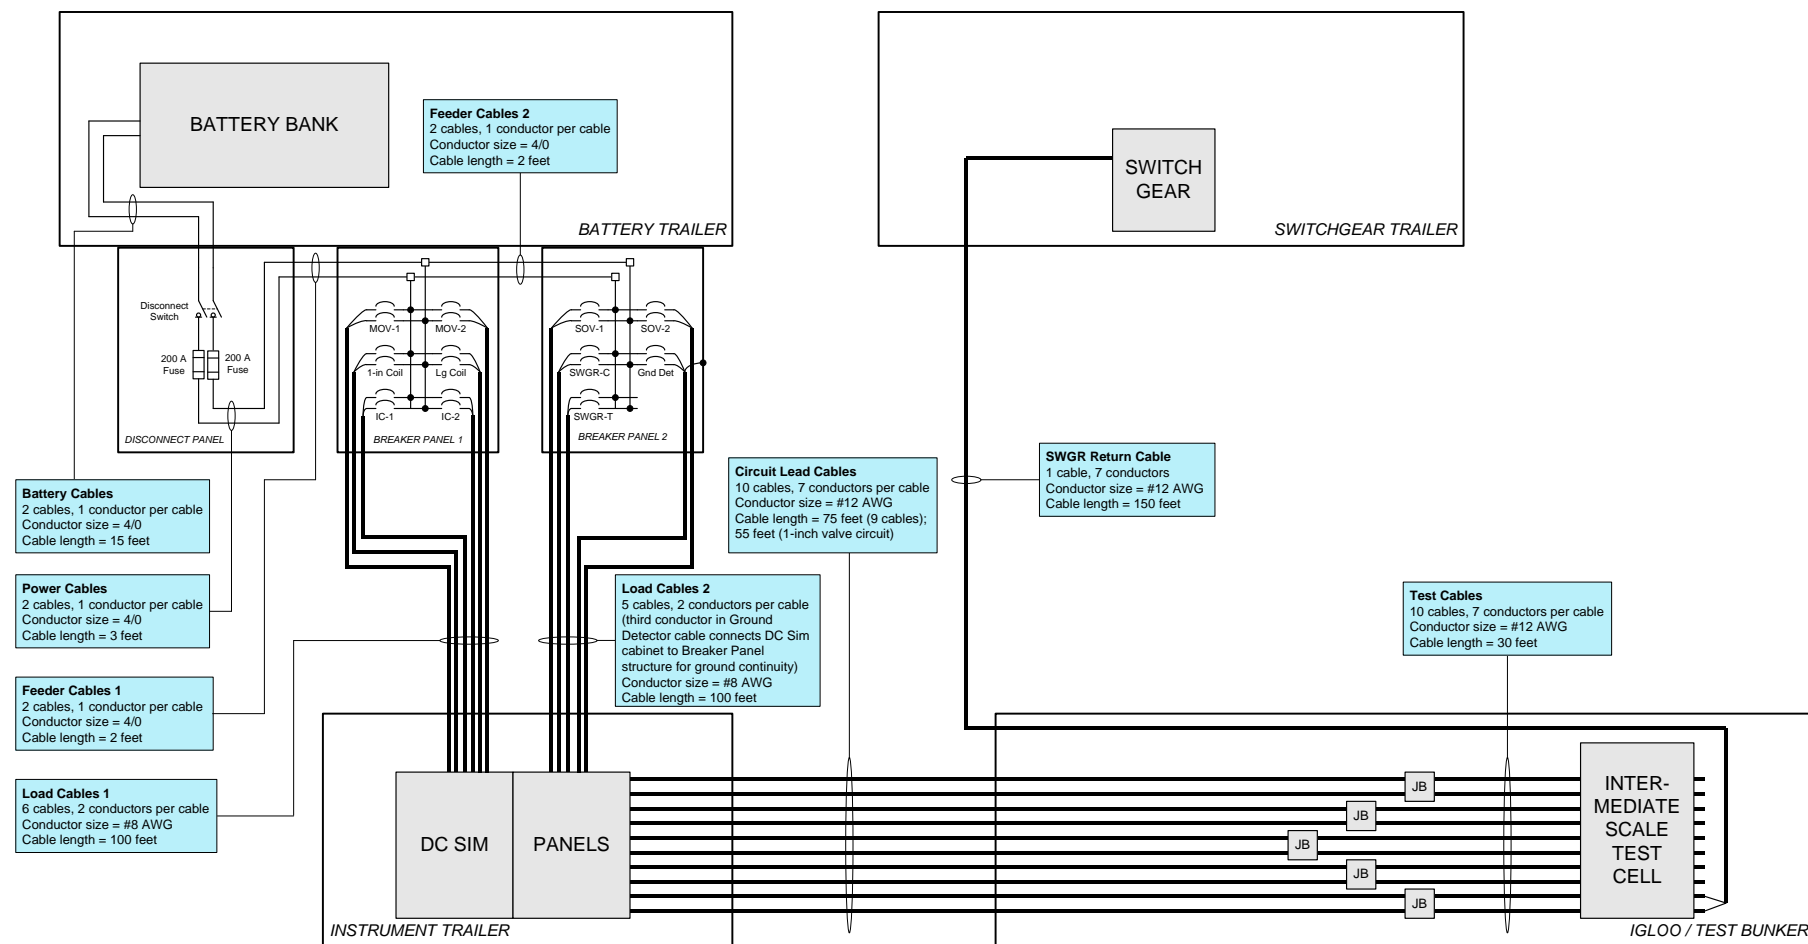 BATTERY BANK
Feeder Cables 2
2 cables, 1 conductor per cable
Conductor size = 4/0
Cable length = 2 feet
BATTERY TRAILER
SWITCH
GEAR
SWITCHGEAR TRAILER
Disconnect
Switch
200 A
Fuse
200 A
Fuse
DISCONNECT PANEL
MOV-1
MOV-2
1-in Coil
Lg Coil
IC-1
IC-2
BREAKER PANEL 1
SOV-1
SOV-2
SWGR-C
Gnd Det
SWGR-T
BREAKER PANEL 2
Battery Cables
2 cables, 1 conductor per cable
Conductor size = 4/0
Cable length = 15 feet
Power Cables
2 cables, 1 conductor per cable
Conductor size = 4/0
Cable length = 3 feet
Feeder Cables 1
2 cables, 1 conductor per cable
Conductor size = 4/0
Cable length = 2 feet
Load Cables 1
6 cables, 2 conductors per cable
Conductor size = #8 AWG
Cable length = 100 feet
Load Cables 2
5 cables, 2 conductors per cable
(third conductor in Ground
Detector cable connects DC Sim
cabinet to Breaker Panel
structure for ground continuity)
Conductor size = #8 AWG
Cable length = 100 feet
Circuit Lead Cables
10 cables, 7 conductors per cable
Conductor size = #12 AWG
Cable length = 75 feet (9 cables);
55 feet (1-inch valve circuit)
SWGR Return Cable
1 cable, 7 conductors
Conductor size = #12 AWG
Cable length = 150 feet
Test Cables
10 cables, 7 conductors per cable
Conductor size = #12 AWG
Cable length = 30 feet
DC SIM
PANELS
INSTRUMENT TRAILER
JB
JB
JB
JB
JB
INTER-
MEDIATE
SCALE
TEST
CELL
IGLOO / TEST BUNKER